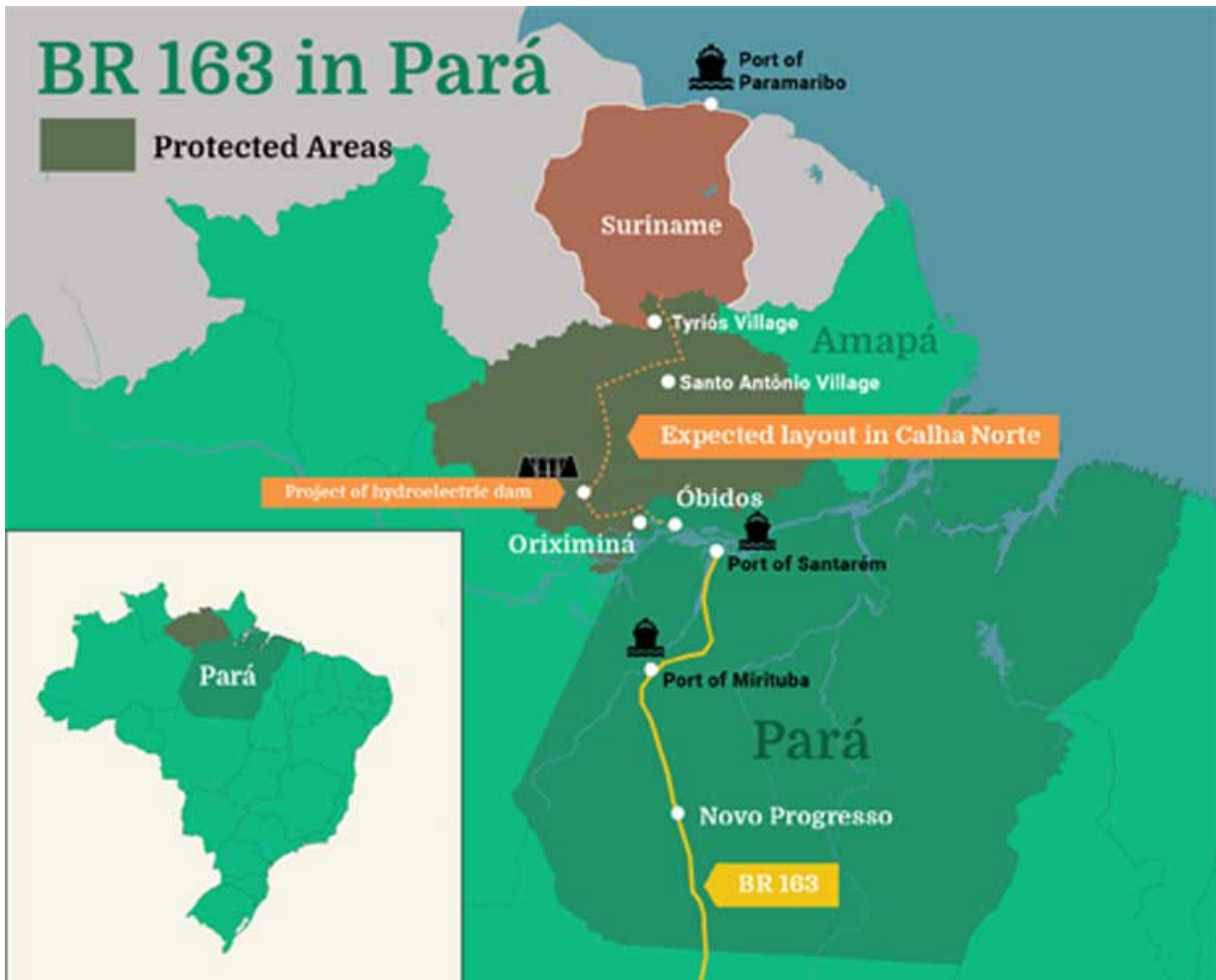 BR 163 in Pará
Protected Areas
Port of
Paramaribo
Suriname
Tyriós Village
Amapá
Santo Antônio Village
Expected layout in Calha Norte
Project of hydroelectric dam
Óbidos
Oriximiná
Port of Santarém
Port of Mirituba
Pará
Pará
Novo Progresso
BR 163